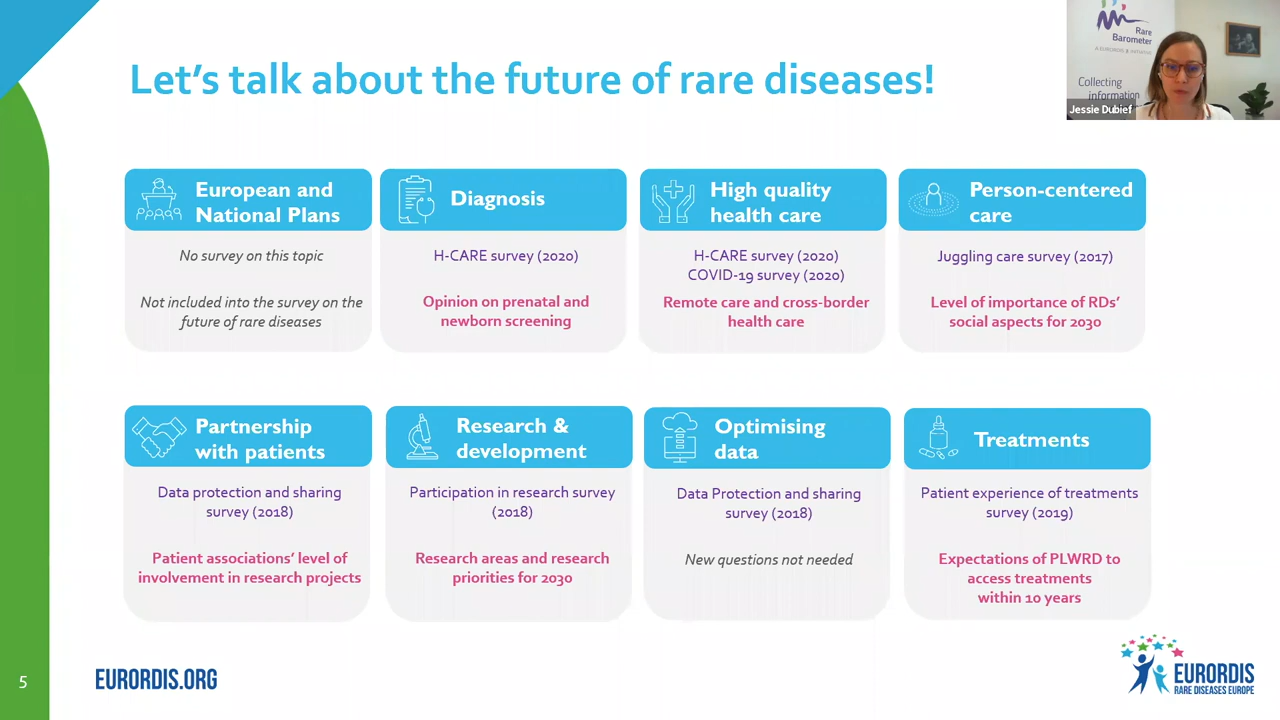 Let's talk about the future of rare diseases!
Rare
Barometer
A EURORDIS INITIATIVE
Collecting
information
Jessie Dubief
European and
National Plans
No survey on this topic
Not included into the survey on the
future of rare diseases
Diagnosis
H-CARE survey (2020)
Opinion on prenatal and
newborn screening
High quality
health care
H-CARE survey (2020)
COVID-19 survey (2020)
Remote care and cross-border
health care
Person-centered
care
Juggling care survey (2017)
Level of importance of RDs'
social aspects for 2030
Partnership
with patients
Data protection and sharing
survey (2018)
Patient associations' level of
involvement in research projects
Research &
development
Participation in research survey
(2018)
Research areas and research
priorities for 2030
Optimising
data
Data Protection and sharing
survey (2018)
New questions not needed
Treatments
Patient experience of treatments
survey (2019)
Expectations of PLWRD to
access treatments
within 10 years
5
EURORDIS.ORG
EURORDIS
RARE DISEASES EUROPE